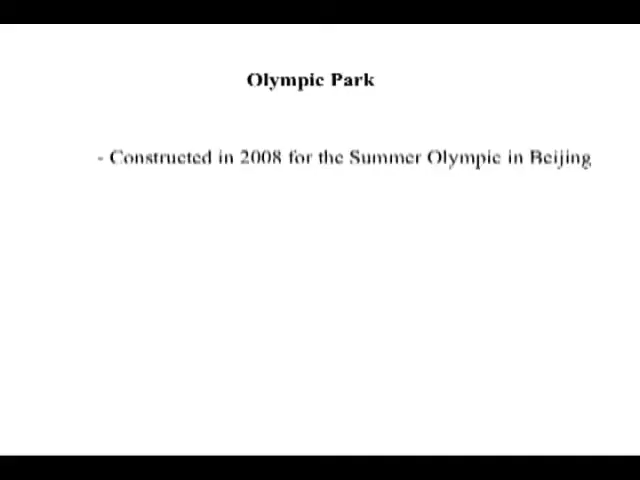 Olympic Park
- Constructed in 2008 for the Summer Olympic in Beijing